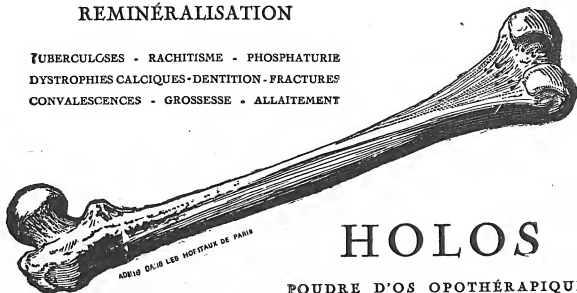 REMINÉRALISATION
TUBERCULOSES - RACHITISME - PHOSPHATURIE
DYSTROPHIES CALCIQUES - DENTITION - FRACTURES
CONVALESCENCES - GROSSESSE - ALLAITEMENT
ADMIS DANS LES HOPITAUX DE PARIS
HOLOS
POUDRE D'OS OPOTHÉRAPIQUE